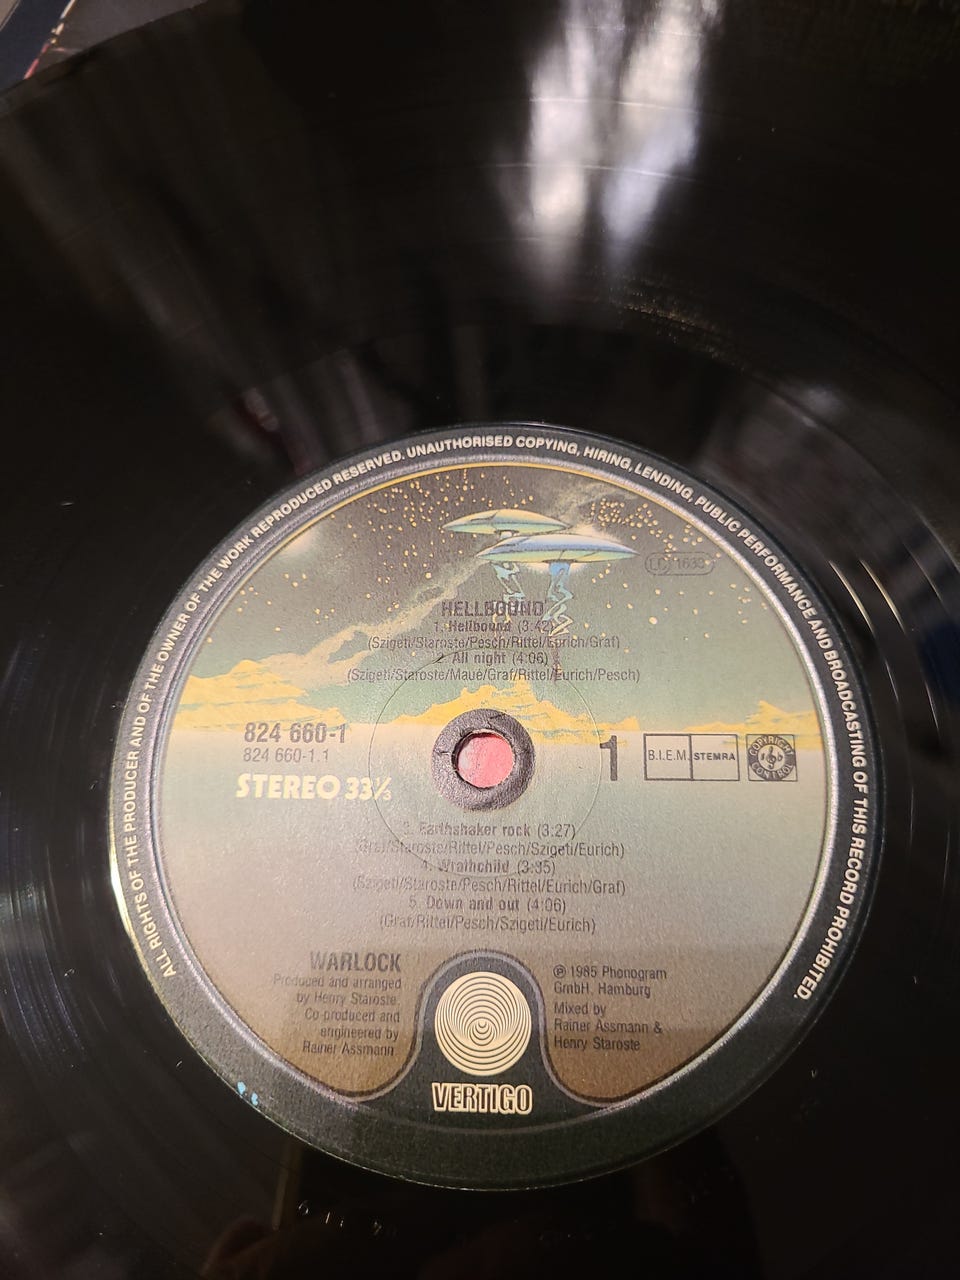 ALL RIGHTS OF THE PRODUCER AND OF THE OWNER OF THE WORK REPRODUCED RESERVED. UNAUTHORISED COPYING, HIRING, LENDING, PUBLIC PERFORMANCE AND BROADCASTING OF THIS RECORD PROHIBITED.
LC 1633
HELLBOUND
1. Hellbound (3:42)
(Szigeti/Staroste/Pesch/Rittel/Eurich/Graf)
2. All night (4:06)
(Szigeti/Staroste/Maué/Graf/Rittel/Eurich/Pesch)
824 660-1
824 660-1.1
STEREO 33⅓
1
B.I.E.M. STEMRA
COPYRIGHT CONTROL
3. Earthshaker rock (3:27)
(Graf/Staroste/Rittel/Pesch/Szigeti/Eurich)
4. Wrathchild (3:35)
(Szigeti/Staroste/Pesch/Rittel/Eurich/Graf)
5. Down and out (4:06)
(Graf/Rittel/Pesch/Szigeti/Eurich)
WARLOCK
Produced and arranged
by Henry Staroste
Co-produced and
engineered by
Rainer Assmann
℗ 1985 Phonogram
GmbH, Hamburg
Mixed by
Rainer Assmann &
Henry Staroste
VERTIGO